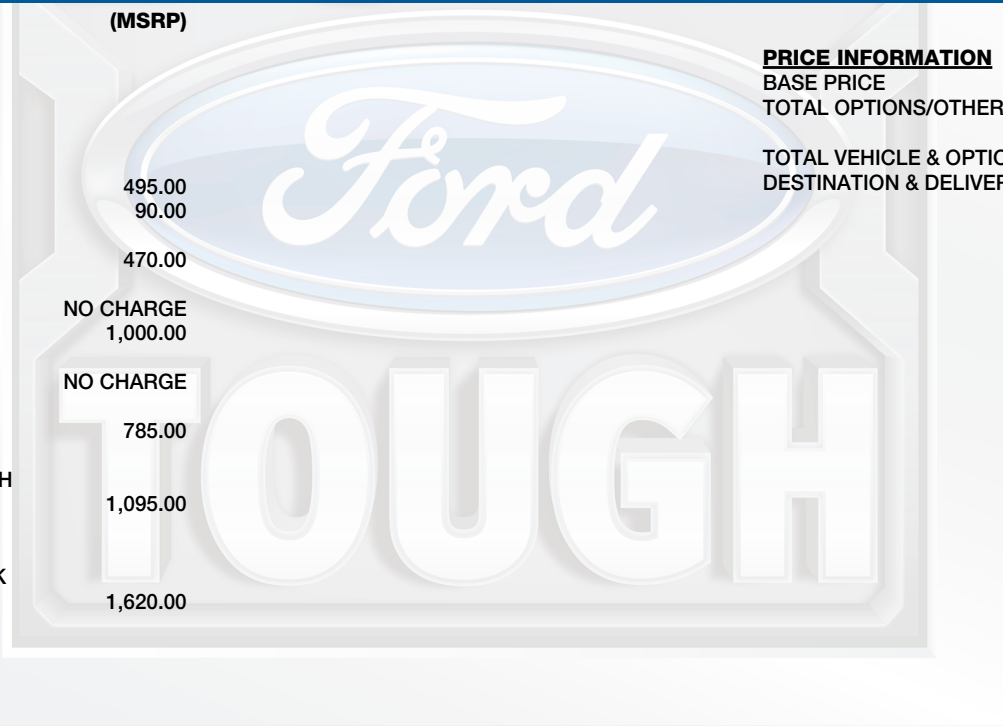 (MSRP)
495.00
90.00
470.00
NO CHARGE
1,000.00
NO CHARGE
785.00
H
1,095.00
K
1,620.00
PRICE INFORMATION
BASE PRICE
TOTAL OPTIONS/OTHER
TOTAL VEHICLE & OPTIO
DESTINATION & DELIVER
Ford
TOUGH